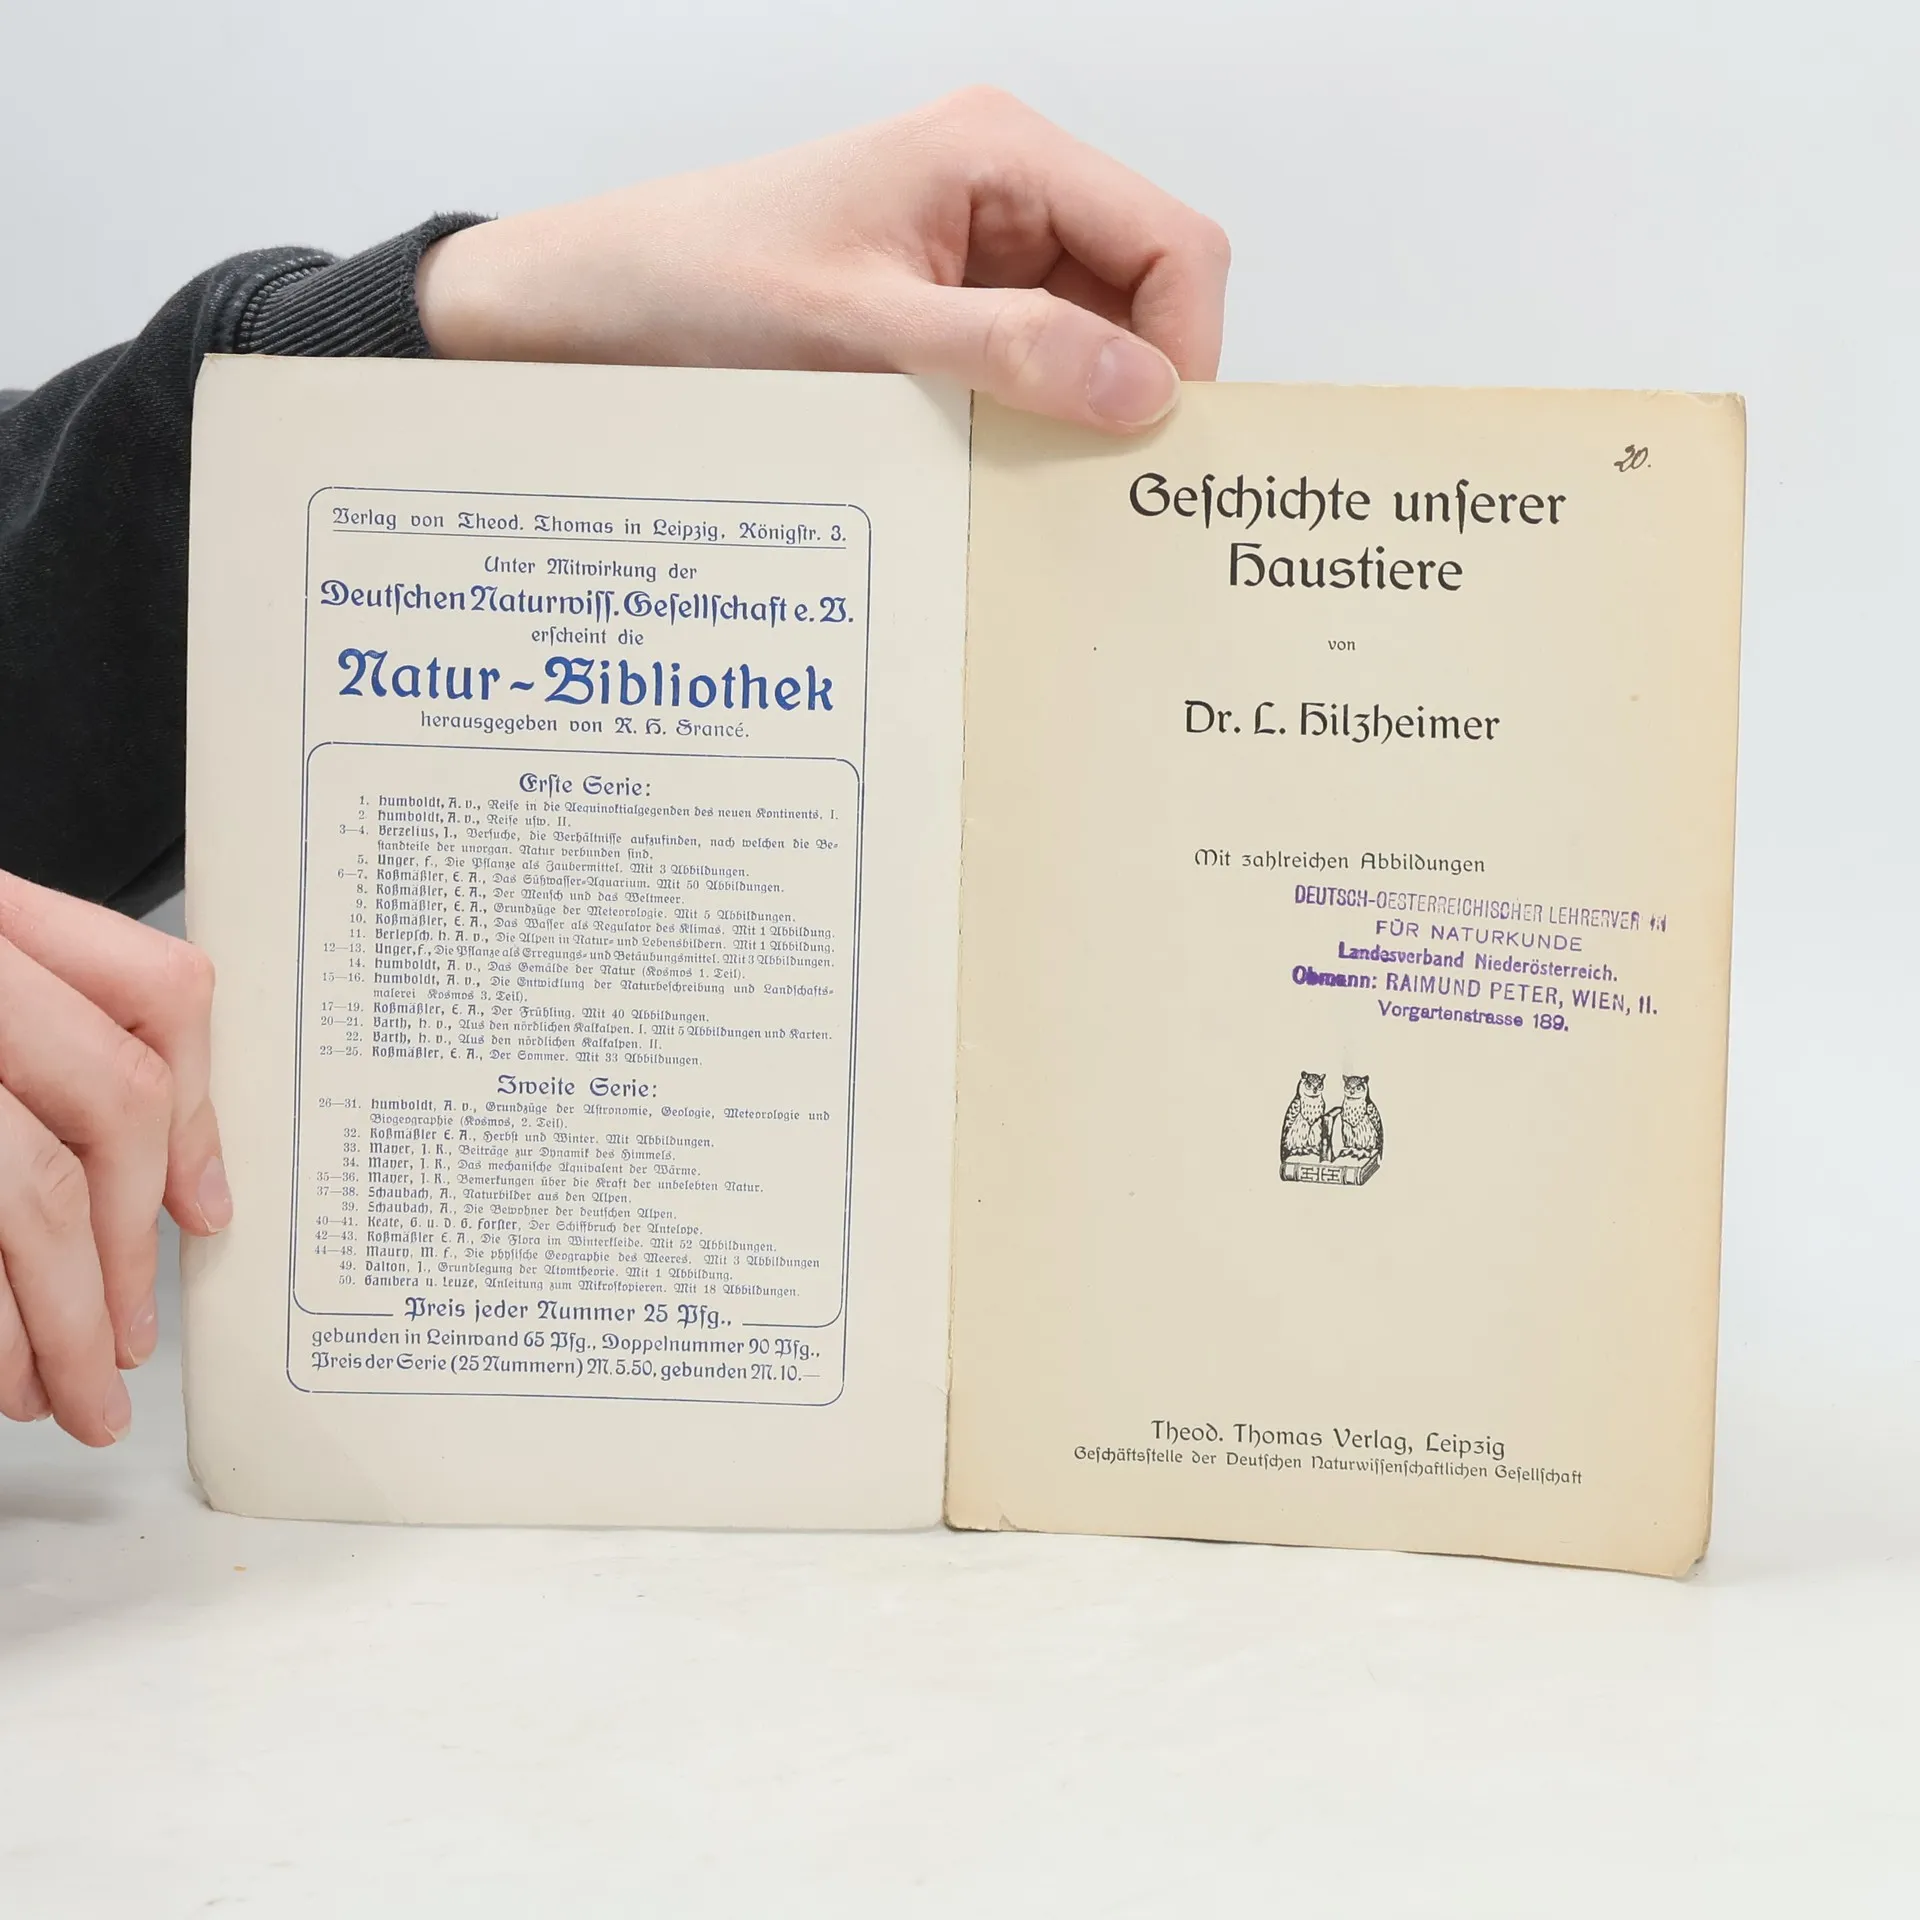 Verlag von Theod. Thomas in Leipzig, Königſtr. 3.
Unter Mitwirkung der
Deutſchen Naturwiſſ. Geſellſchaft e. V.
erſcheint die
Natur-Bibliothek
herausgegeben von R. H. Francé.
Erſte Serie:
1. Humboldt, A. v., Reiſe in die Aequinoktialgegenden des neuen Kontinents. I.
2. Humboldt, A. v., Reiſe uſw. II.
3—4. Berzelius, J., Verſuche, die Verhältniſſe aufzufinden, nach welchen die Be-
ſtandteile der unorgan. Natur verbunden ſind.
5. Unger, F., Die Pflanze als Zaubermittel. Mit 3 Abbildungen.
6—7. Roßmäßler, E. A., Das Süßwaſſer-Aquarium. Mit 50 Abbildungen.
8. Roßmäßler, E. A., Der Menſch und das Weltmeer.
9. Roßmäßler, E. A., Grundzüge der Meteorologie. Mit 5 Abbildungen.
10. Roßmäßler, E. A., Das Waſſer als Regulator des Klimas. Mit 1 Abbildung.
11. Berlepſch, H. A. v., Die Alpen in Natur- und Lebensbildern. Mit 1 Abbildung.
12—13. Unger, F., Die Pflanze als Erregungs- und Betäubungsmittel. Mit 3 Abbildungen.
14. Humboldt, A. v., Das Gemälde der Natur (Kosmos 1. Teil).
15—16. Humboldt, A. v., Die Entwicklung der Naturbeſchreibung und Landſchafts-
malerei Kosmos 3. Teil).
17—19. Roßmäßler, E. A., Der Frühling. Mit 40 Abbildungen.
20—21. Barth, H. v., Aus den nördlichen Kalkalpen. I. Mit 5 Abbildungen und Karten.
22. Barth, H. v., Aus den nördlichen Kalkalpen. II.
23—25. Roßmäßler, E. A., Der Sommer. Mit 33 Abbildungen.
Zweite Serie:
26—31. Humboldt, A. v., Grundzüge der Aſtronomie, Geologie, Meteorologie und
Biogeographie (Kosmos, 2. Teil).
32. Roßmäßler E. A., Herbſt und Winter. Mit Abbildungen.
33. Mayer, J. R., Beiträge zur Dynamik des Himmels.
34. Mayer, J. R., Das mechaniſche Äquivalent der Wärme.
35—36. Mayer, J. R., Bemerkungen über die Kraft der unbelebten Natur.
37—38. Schaubach, A., Naturbilder aus den Alpen.
39. Schaubach, A., Die Bewohner der deutſchen Alpen.
40—41. Keate, G. u. D. G. Forſter, Der Schiffbruch der Antelope.
42—43. Roßmäßler E. A., Die Flora im Winterkleide. Mit 52 Abbildungen.
44—48. Maury, M. F., Die phyſiſche Geographie des Meeres. Mit 3 Abbildungen
49. Dalton, J., Grundlegung der Atomtheorie. Mit 1 Abbildung.
50. Gambera u. Leuze, Anleitung zum Mikroſkopieren. Mit 18 Abbildungen.
Preis jeder Nummer 25 Pfg.,
gebunden in Leinwand 65 Pfg., Doppelnummer 90 Pfg.,
Preis der Serie (25 Nummern) M. 5.50, gebunden M. 10.—
20.
Geſchichte unſerer
Haustiere
von
Dr. L. Hilzheimer
Mit zahlreichen Abbildungen
DEUTSCH-OESTERREICHISCHER LEHRERVER IN
FÜR NATURKUNDE
Landesverband Niederösterreich.
Obmann: RAIMUND PETER, WIEN, II.
Vorgartenstrasse 189.
Theod. Thomas Verlag, Leipzig
Geſchäftsſtelle der Deutſchen Naturwiſſenſchaftlichen Geſellſchaft